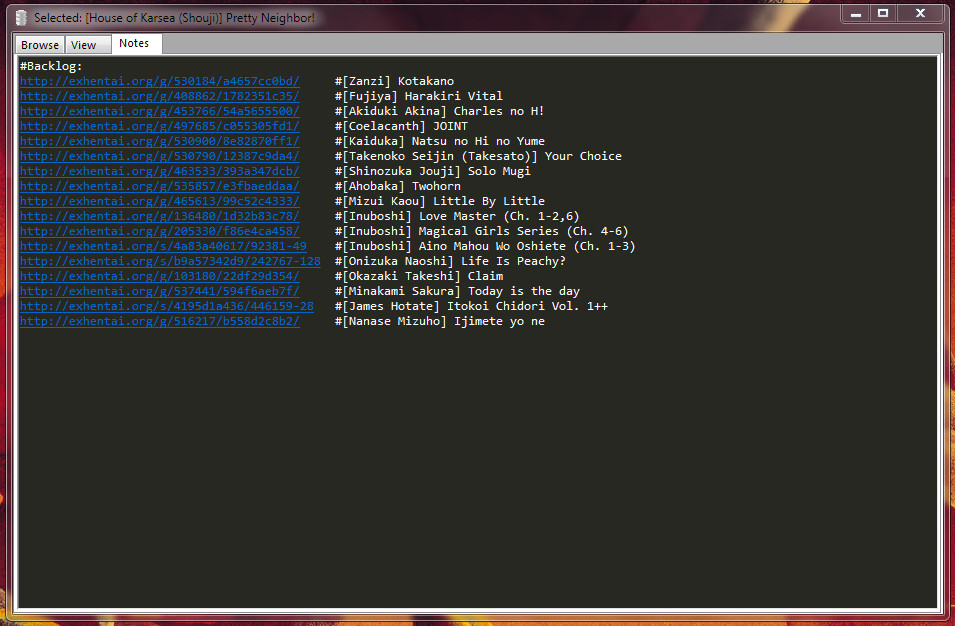 Selected: [House of Karsea (Shouji)] Pretty Neighbor!
Browse View Notes
#Backlog:
http://exhentai.org/g/530184/a4657cc0bd/ #[Zanzi] Kotakano
http://exhentai.org/g/408862/1782351c35/ #[Fujiya] Harakiri Vital
http://exhentai.org/g/453766/54a5655500/ #[Akiduki Akina] Charles no H!
http://exhentai.org/g/497685/c055305fd1/ #[Coelacanth] JOINT
http://exhentai.org/g/530900/8e82870ff1/ #[Kaiduka] Natsu no Hi no Yume
http://exhentai.org/g/530790/12387c9da4/ #[Takenoko Seijin (Takesato)] Your Choice
http://exhentai.org/g/463533/393a347dcb/ #[Shinozuka Jouji] Solo Mugi
http://exhentai.org/g/535857/e3fbaeddaa/ #[Ahobaka] Twohorn
http://exhentai.org/g/465613/99c52c4333/ #[Mizui Kaou] Little By Little
http://exhentai.org/g/136480/1d32b83c78/ #[Inuboshi] Love Master (Ch. 1-2,6)
http://exhentai.org/g/205330/f86e4ca458/ #[Inuboshi] Magical Girls Series (Ch. 4-6)
http://exhentai.org/s/4a83a40617/92381-49 #[Inuboshi] Aino Mahou Wo Oshiete (Ch. 1-3)
http://exhentai.org/s/b9a57342d9/242767-128 #[Onizuka Naoshi] Life Is Peachy?
http://exhentai.org/g/103180/22df29d354/ #[Okazaki Takeshi] Claim
http://exhentai.org/g/537441/594f6aeb7f/ #[Minakami Sakura] Today is the day
http://exhentai.org/s/4195d1a436/446159-28 #[James Hotate] Itokoi Chidori Vol. 1++
http://exhentai.org/g/516217/b558d2c8b2/ #[Nanase Mizuho] Ijimete yo ne